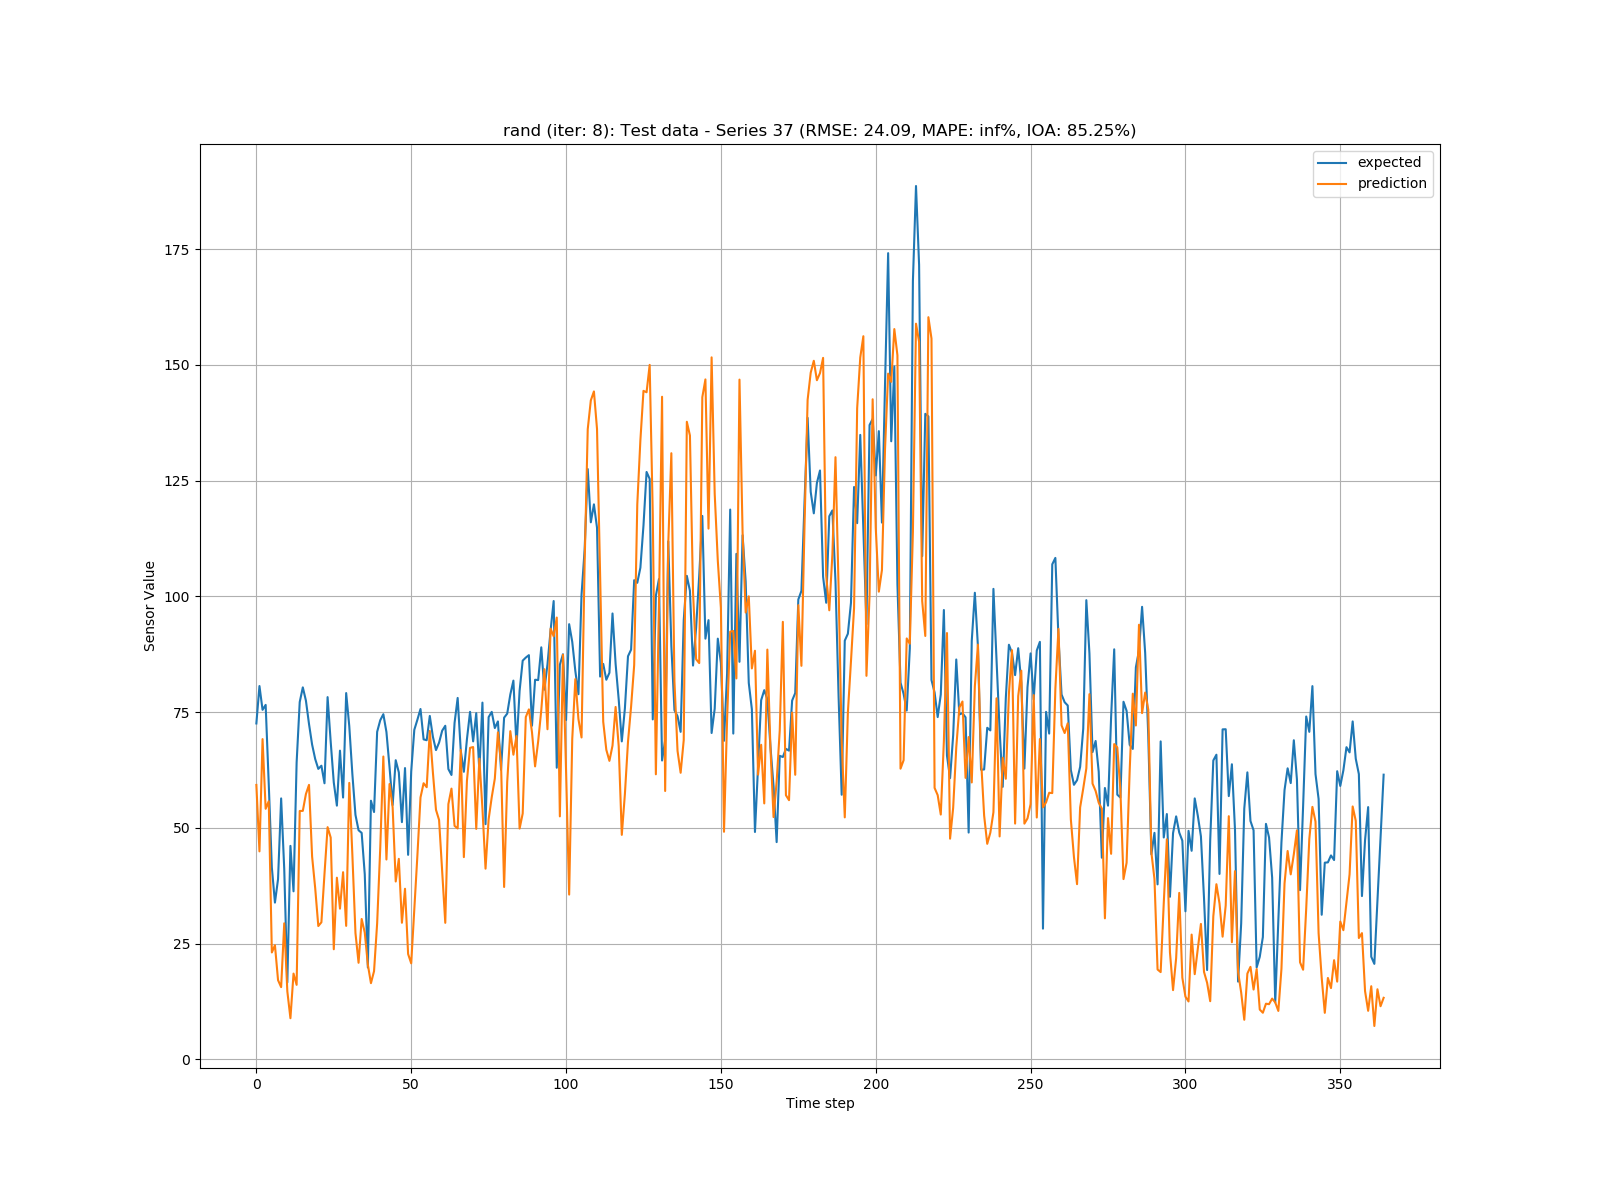 rand (iter: 8): Test data - Series 37 (RMSE: 24.09, MAPE: inf%, IOA: 85.25%)
expected
prediction
175
150
125
100
75
50
25
0
Sensor Value
0 50 100 150 200 250 300 350
Time step